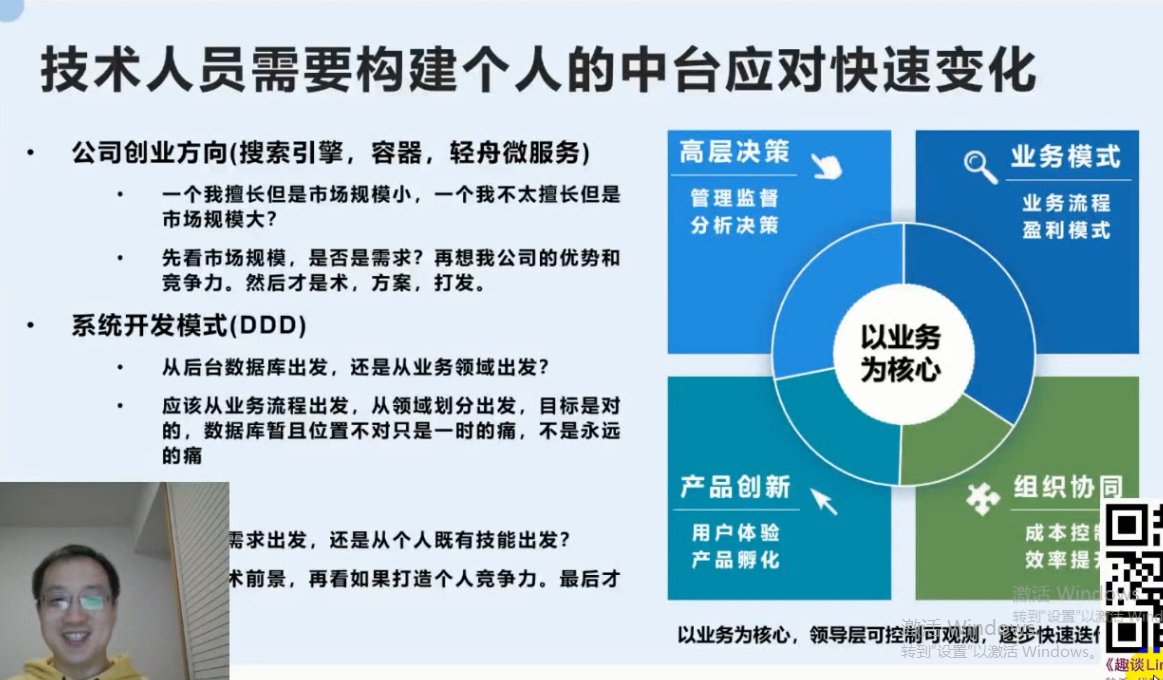 技术人员需要构建个人的中台应对快速变化
• 公司创业方向(搜索引擎，容器，轻舟微服务)
• 一个我擅长但是市场规模小，一个我不太擅长但是
市场规模大？
• 先看市场规模，是否是需求？再想我公司的优势和
竞争力。然后才是术，方案，打发。
• 系统开发模式(DDD)
• 从后台数据库出发，还是从业务领域出发？
• 应该从业务流程出发，从领域划分出发，目标是对
的，数据库暂且位置不对只是一时的痛，不是永远
的痛
需求出发，还是从个人既有技能出发？
术前景，再看如果打造个人竞争力。最后才
高层决策
管理监督
分析决策
业务模式
业务流程
盈利模式
以业务
为核心
产品创新
用户体验
产品孵化
组织协同
成本控
效率提
以业务为核心，领导层可控制可观测，逐步快速迭
激活 Windows
转到"设置"以激活 Wind
激活 Windows
转到"设置"以激活 Windows。
《趣谈Lin